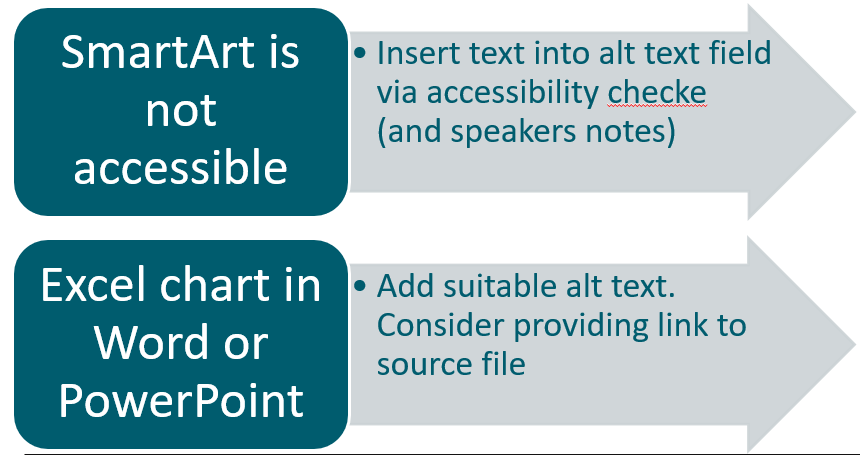 SmartArt is
not
accessible
• Insert text into alt text field
via accessibility checke
(and speakers notes)
Excel chart in
Word or
PowerPoint
• Add suitable alt text.
Consider providing link to
source file